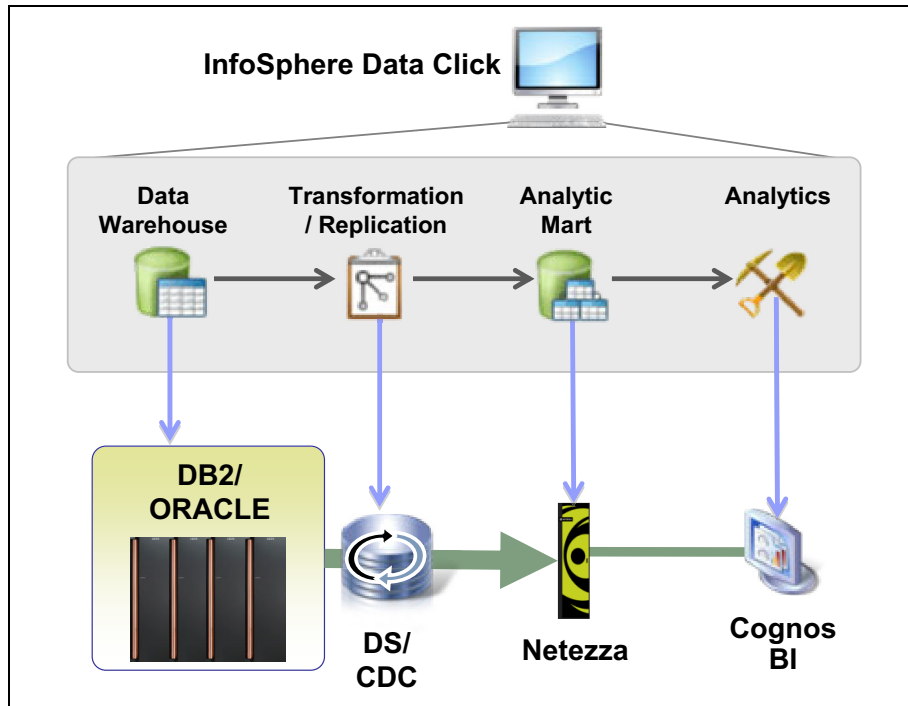 InfoSphere Data Click
Data
Warehouse
Transformation
/ Replication
Analytic
Mart
Analytics
DB2/
ORACLE
DS/
CDC
Netezza
Cognos
BI